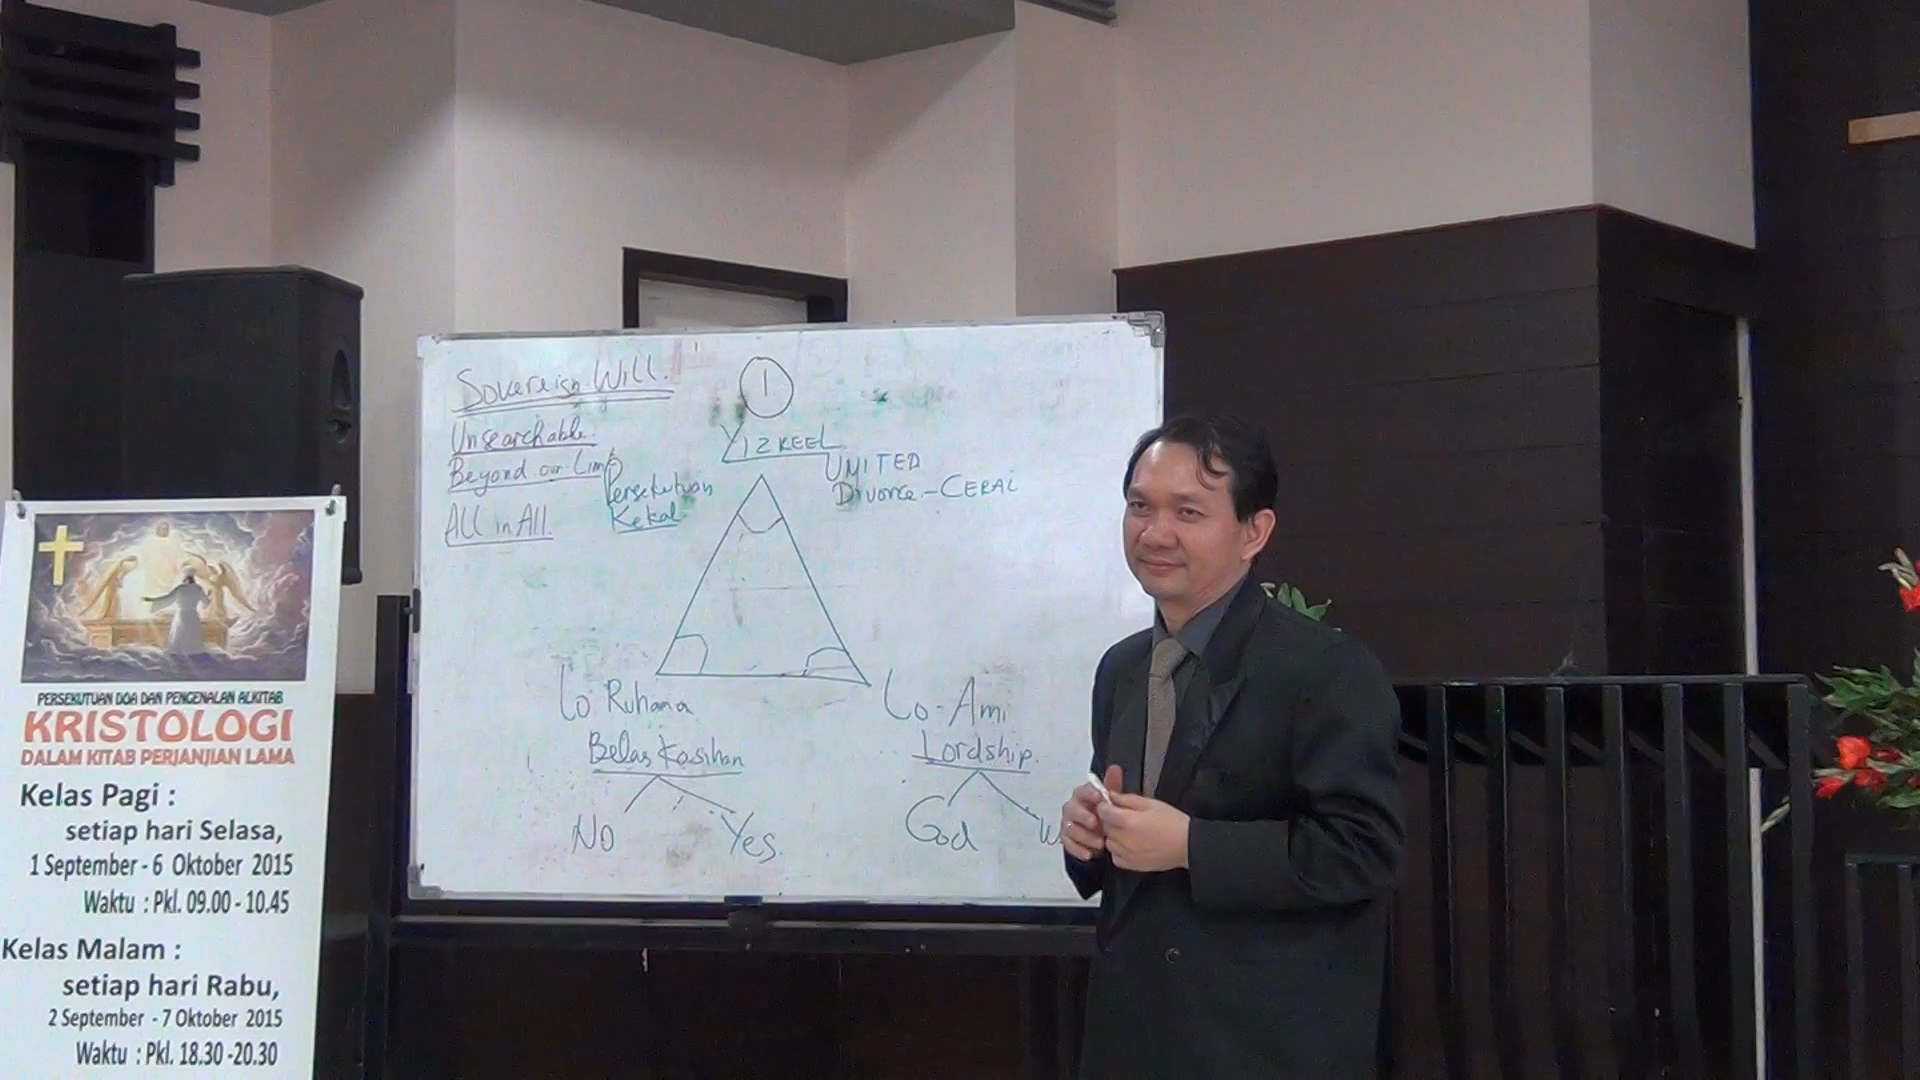 Sovereign Will.
1
Unsearchable.
Beyond our Limit
ALL in All.
Persekutuan
Kekal
YIZREEL
UNITED
Divorce - CERAI
Lo Ruhama
Belas Kasihan
No Yes.
Lo-Ami
Lordship.
God
PERSEKUTUAN DOA DAN PENGENALAN ALKITAB
KRISTOLOGI
DALAM KITAB PERJANJIAN LAMA
Kelas Pagi :
setiap hari Selasa,
1 September - 6 Oktober 2015
Waktu : Pkl. 09.00 - 10.45
Kelas Malam :
setiap hari Rabu,
2 September - 7 Oktober 2015
Waktu : Pkl. 18.30 -20.30